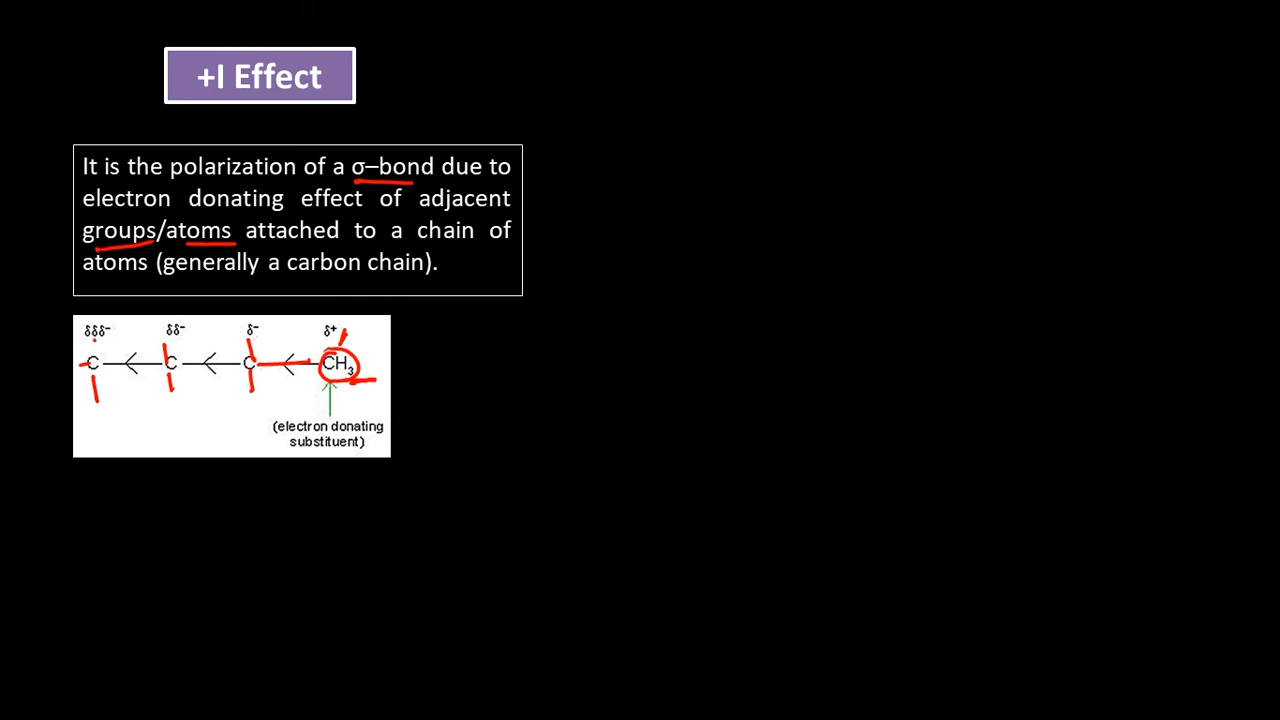 +I Effect
It is the polarization of a σ–bond due to
electron donating effect of adjacent
groups/atoms attached to a chain of
atoms (generally a carbon chain).
δδδ- δδ- δ- δ+
C C C CH₃
(electron donating
substituent)